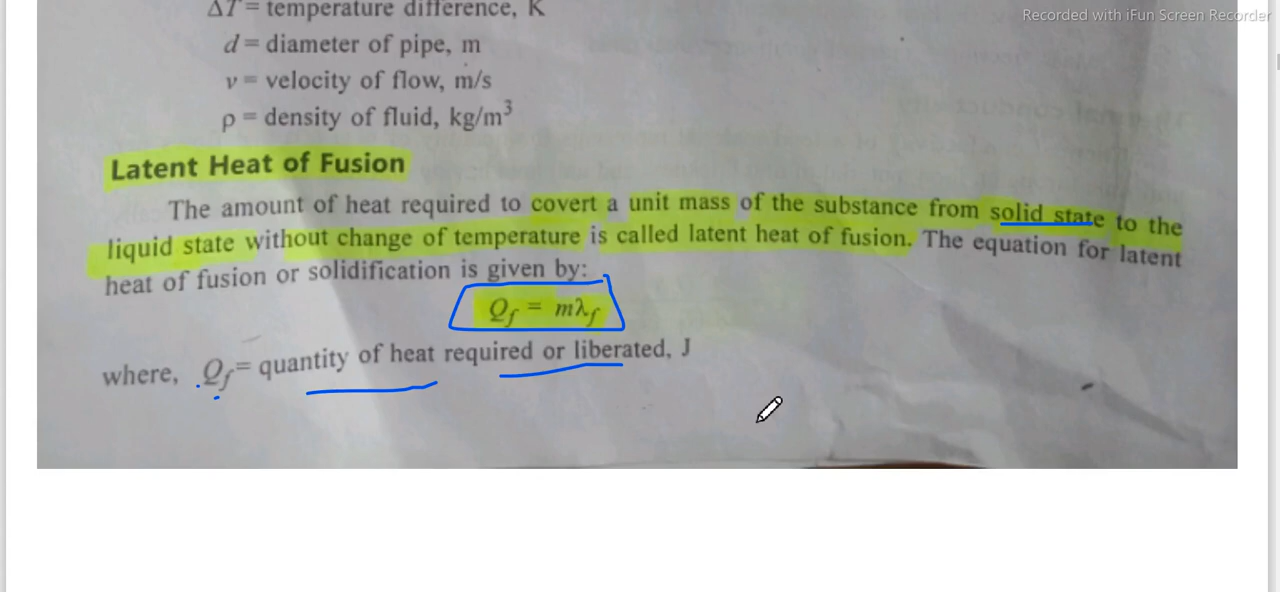 Recorded with iFun Screen Recorder
ΔT = temperature difference, K
d = diameter of pipe, m
v = velocity of flow, m/s
ρ = density of fluid, kg/m³
Latent Heat of Fusion
The amount of heat required to covert a unit mass of the substance from solid state to the
liquid state without change of temperature is called latent heat of fusion. The equation for latent
heat of fusion or solidification is given by:
Qf = mλf
where, Qf = quantity of heat required or liberated, J